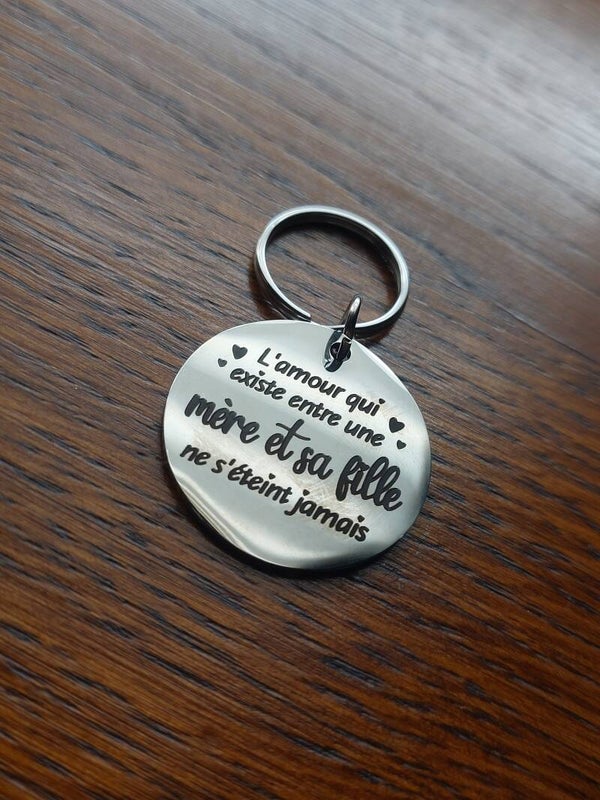 L'amour qui
existe entre une
mère et sa fille
ne s'éteint jamais